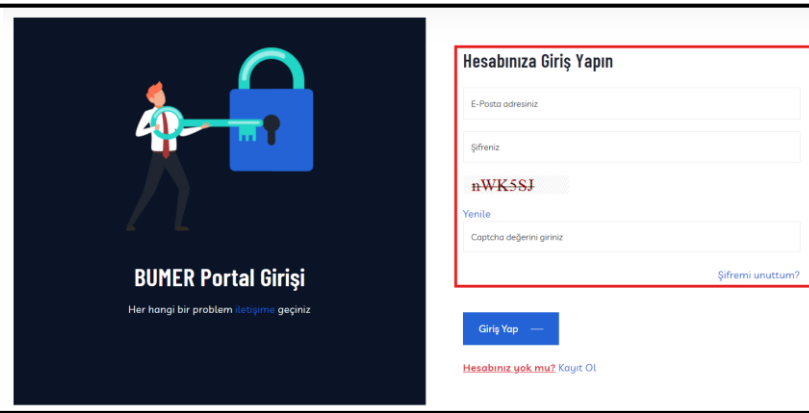 BUMER Portal Girişi
Her hangi bir problem iletişime geçiniz
Hesabınıza Giriş Yapın
E-Posta adresiniz
Şifreniz
nWK5SJ
Yenile
Captcha değerini giriniz
Şifremi unuttum?
Giriş Yap
Hesabınız yok mu? Kayıt Ol